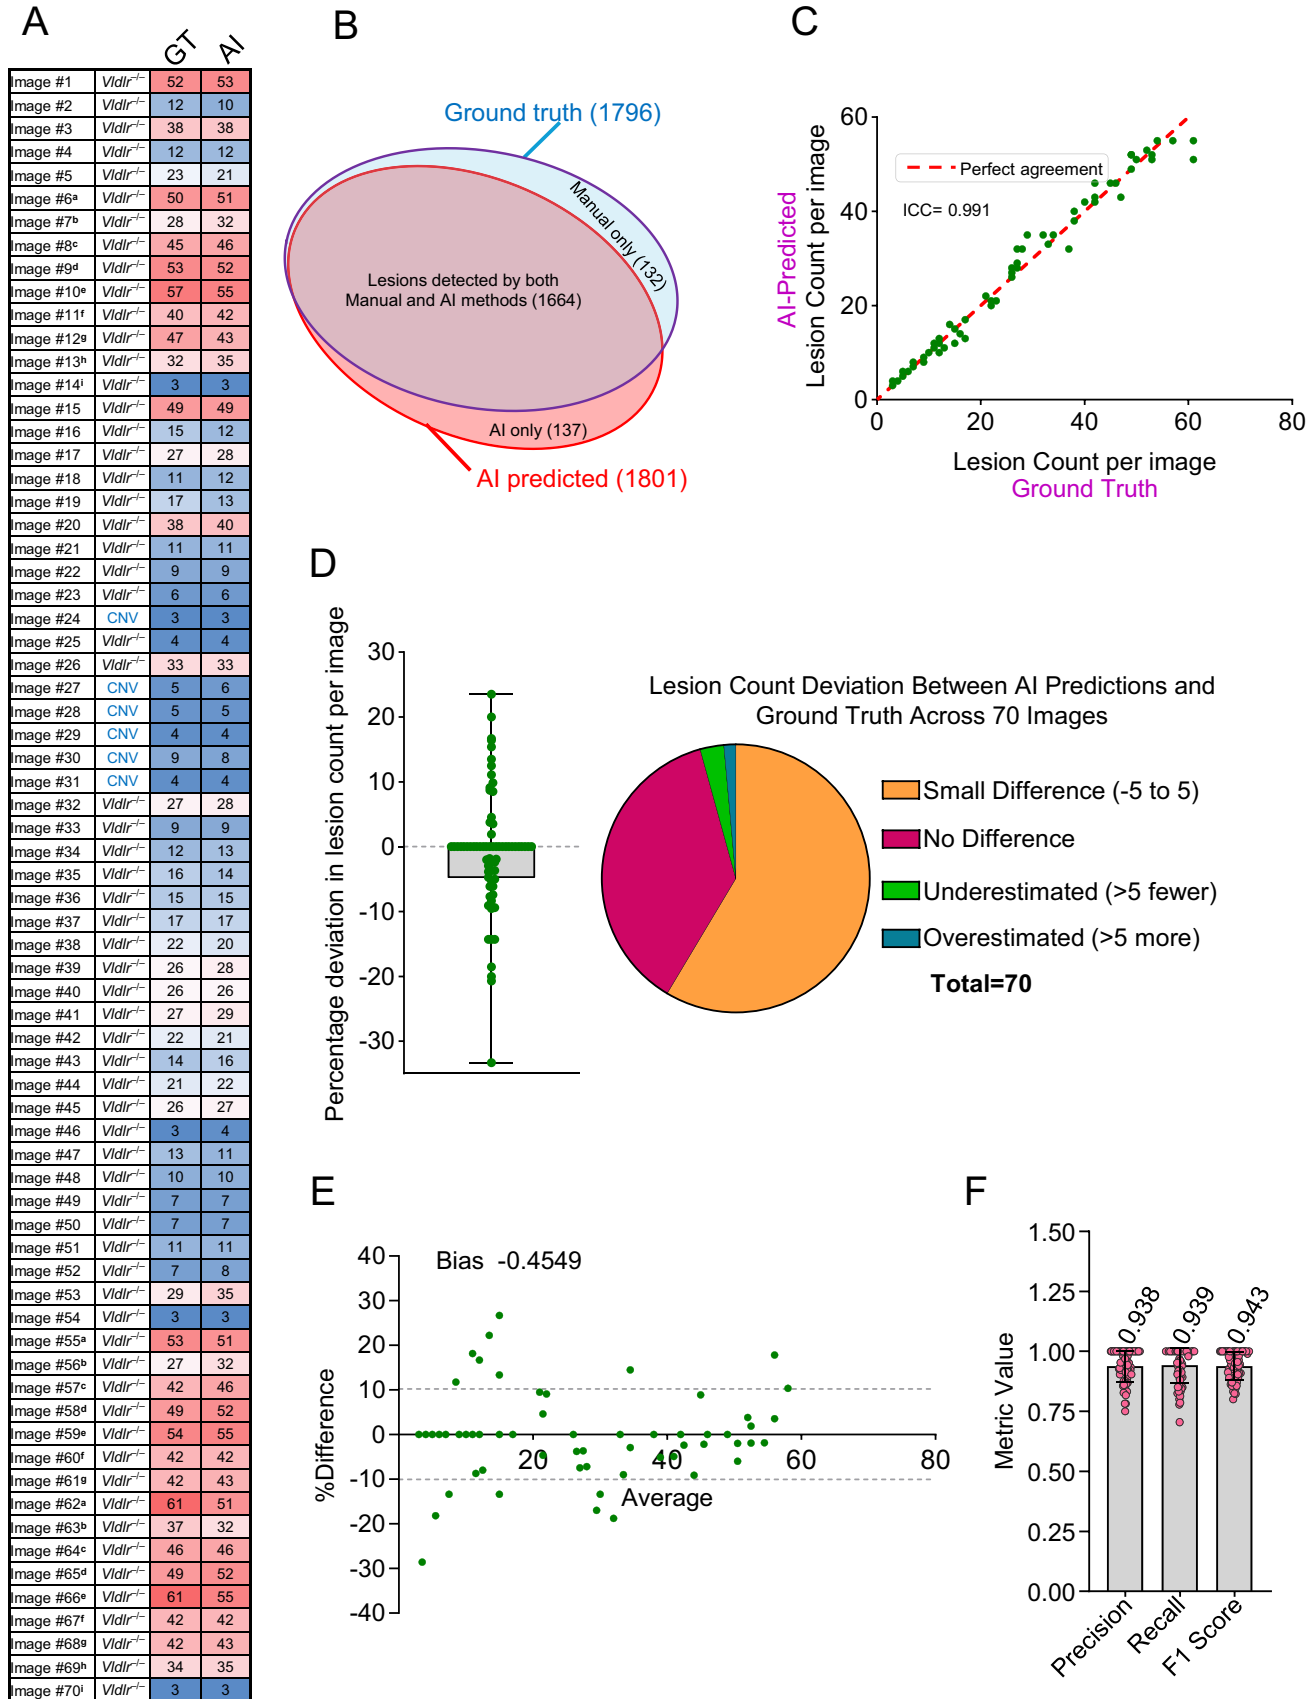 A
GT AI
Image #1 Vldlr–/– 52 53
Image #2 Vldlr–/– 12 10
Image #3 Vldlr–/– 38 38
Image #4 Vldlr–/– 12 12
Image #5 Vldlr–/– 23 21
Image #6a Vldlr–/– 50 51
Image #7b Vldlr–/– 28 32
Image #8c Vldlr–/– 45 46
Image #9d Vldlr–/– 53 52
Image #10e Vldlr–/– 57 55
Image #11f Vldlr–/– 40 42
Image #12g Vldlr–/– 47 43
Image #13h Vldlr–/– 32 35
Image #14i Vldlr–/– 3 3
Image #15 Vldlr–/– 49 49
Image #16 Vldlr–/– 15 12
Image #17 Vldlr–/– 27 28
Image #18 Vldlr–/– 11 12
Image #19 Vldlr–/– 17 13
Image #20 Vldlr–/– 38 40
Image #21 Vldlr–/– 11 11
Image #22 Vldlr–/– 9 9
Image #23 Vldlr–/– 6 6
Image #24 CNV 3 3
Image #25 Vldlr–/– 4 4
Image #26 Vldlr–/– 33 33
Image #27 CNV 5 6
Image #28 CNV 5 5
Image #29 CNV 4 4
Image #30 CNV 9 8
Image #31 CNV 4 4
Image #32 Vldlr–/– 27 28
Image #33 Vldlr–/– 9 9
Image #34 Vldlr–/– 12 13
Image #35 Vldlr–/– 16 14
Image #36 Vldlr–/– 15 15
Image #37 Vldlr–/– 17 17
Image #38 Vldlr–/– 22 20
Image #39 Vldlr–/– 26 28
Image #40 Vldlr–/– 26 26
Image #41 Vldlr–/– 27 29
Image #42 Vldlr–/– 22 21
Image #43 Vldlr–/– 14 16
Image #44 Vldlr–/– 21 22
Image #45 Vldlr–/– 26 27
Image #46 Vldlr–/– 3 4
Image #47 Vldlr–/– 13 11
Image #48 Vldlr–/– 10 10
Image #49 Vldlr–/– 7 7
Image #50 Vldlr–/– 7 7
Image #51 Vldlr–/– 11 11
Image #52 Vldlr–/– 7 8
Image #53 Vldlr–/– 29 35
Image #54 Vldlr–/– 3 3
Image #55a Vldlr–/– 53 51
Image #56b Vldlr–/– 27 32
Image #57c Vldlr–/– 42 46
Image #58d Vldlr–/– 49 52
Image #59e Vldlr–/– 54 55
Image #60f Vldlr–/– 42 42
Image #61g Vldlr–/– 42 43
Image #62a Vldlr–/– 61 51
Image #63b Vldlr–/– 37 32
Image #64c Vldlr–/– 46 46
Image #65d Vldlr–/– 49 52
Image #66e Vldlr–/– 61 55
Image #67f Vldlr–/– 42 42
Image #68g Vldlr–/– 42 43
Image #69h Vldlr–/– 34 35
Image #70i Vldlr–/– 3 3
B
Ground truth (1796)
Manual only (132)
Lesions detected by both
Manual and AI methods (1664)
AI only (137)
AI predicted (1801)
C
AI-Predicted
Lesion Count per image
60
40
20
0
Perfect agreement
ICC= 0.991
0 20 40 60 80
Lesion Count per image
Ground Truth
D
Percentage deviation in lesion count per image
30
20
10
0
-10
-20
-30
Lesion Count Deviation Between AI Predictions and
Ground Truth Across 70 Images
Small Difference (-5 to 5)
No Difference
Underestimated (>5 fewer)
Overestimated (>5 more)
Total=70
E
Bias -0.4549
%Difference
40
30
20
10
0
-10
-20
-30
-40
20 40 60 80
Average
F
Metric Value
1.50
1.25
1.00
0.75
0.50
0.25
0.00
0.938 0.939 0.943
Precision Recall F1 Score